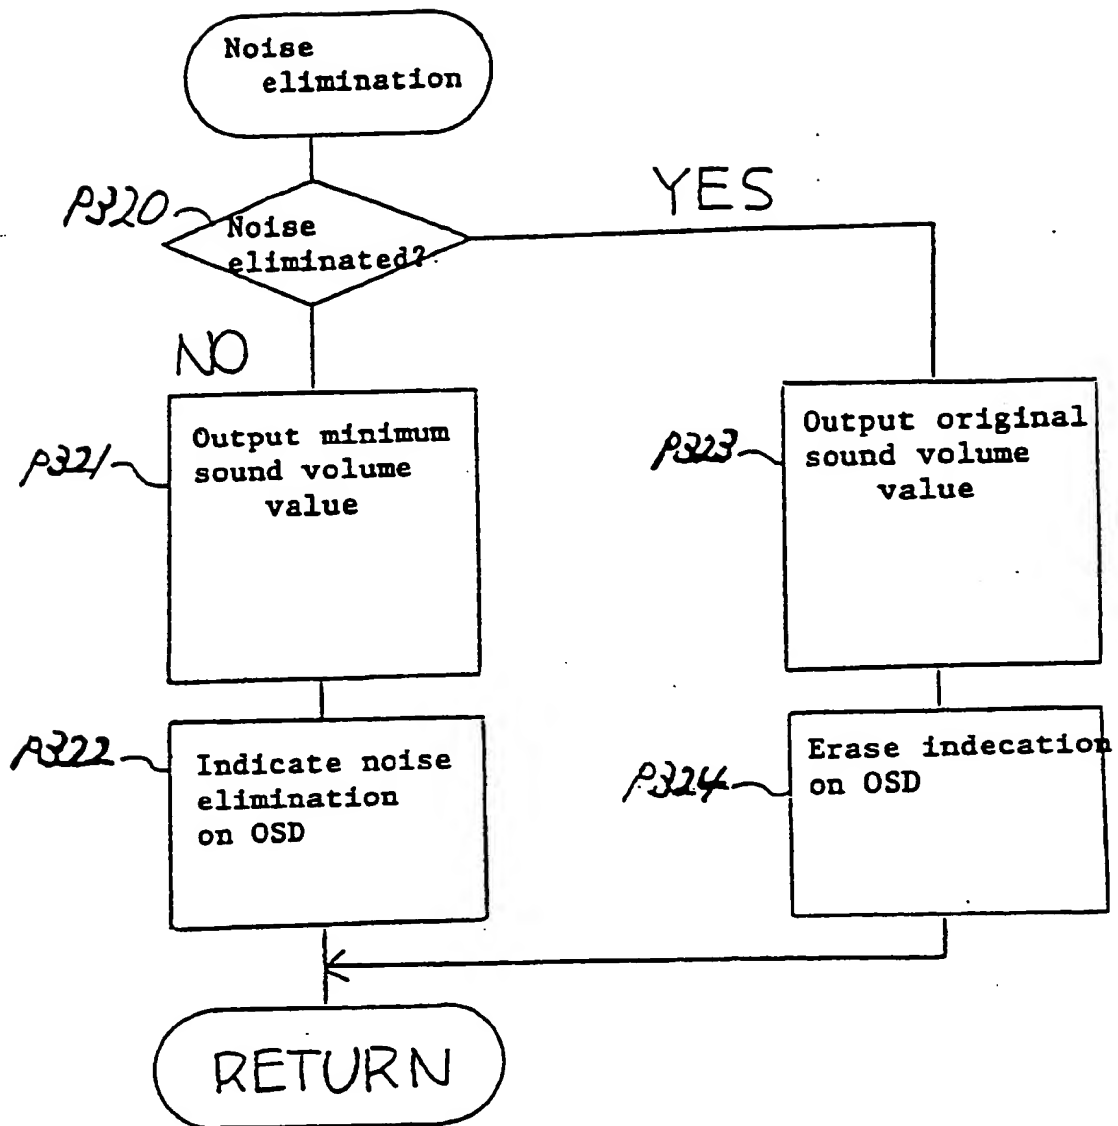 Noise
elimination
P320
Noise
eliminated?
YES
NO
P321
Output minimum
sound volume
value
P323
Output original
sound volume
value
P322
Indicate noise
elimination
on OSD
P324
Erase indecation
on OSD
RETURN